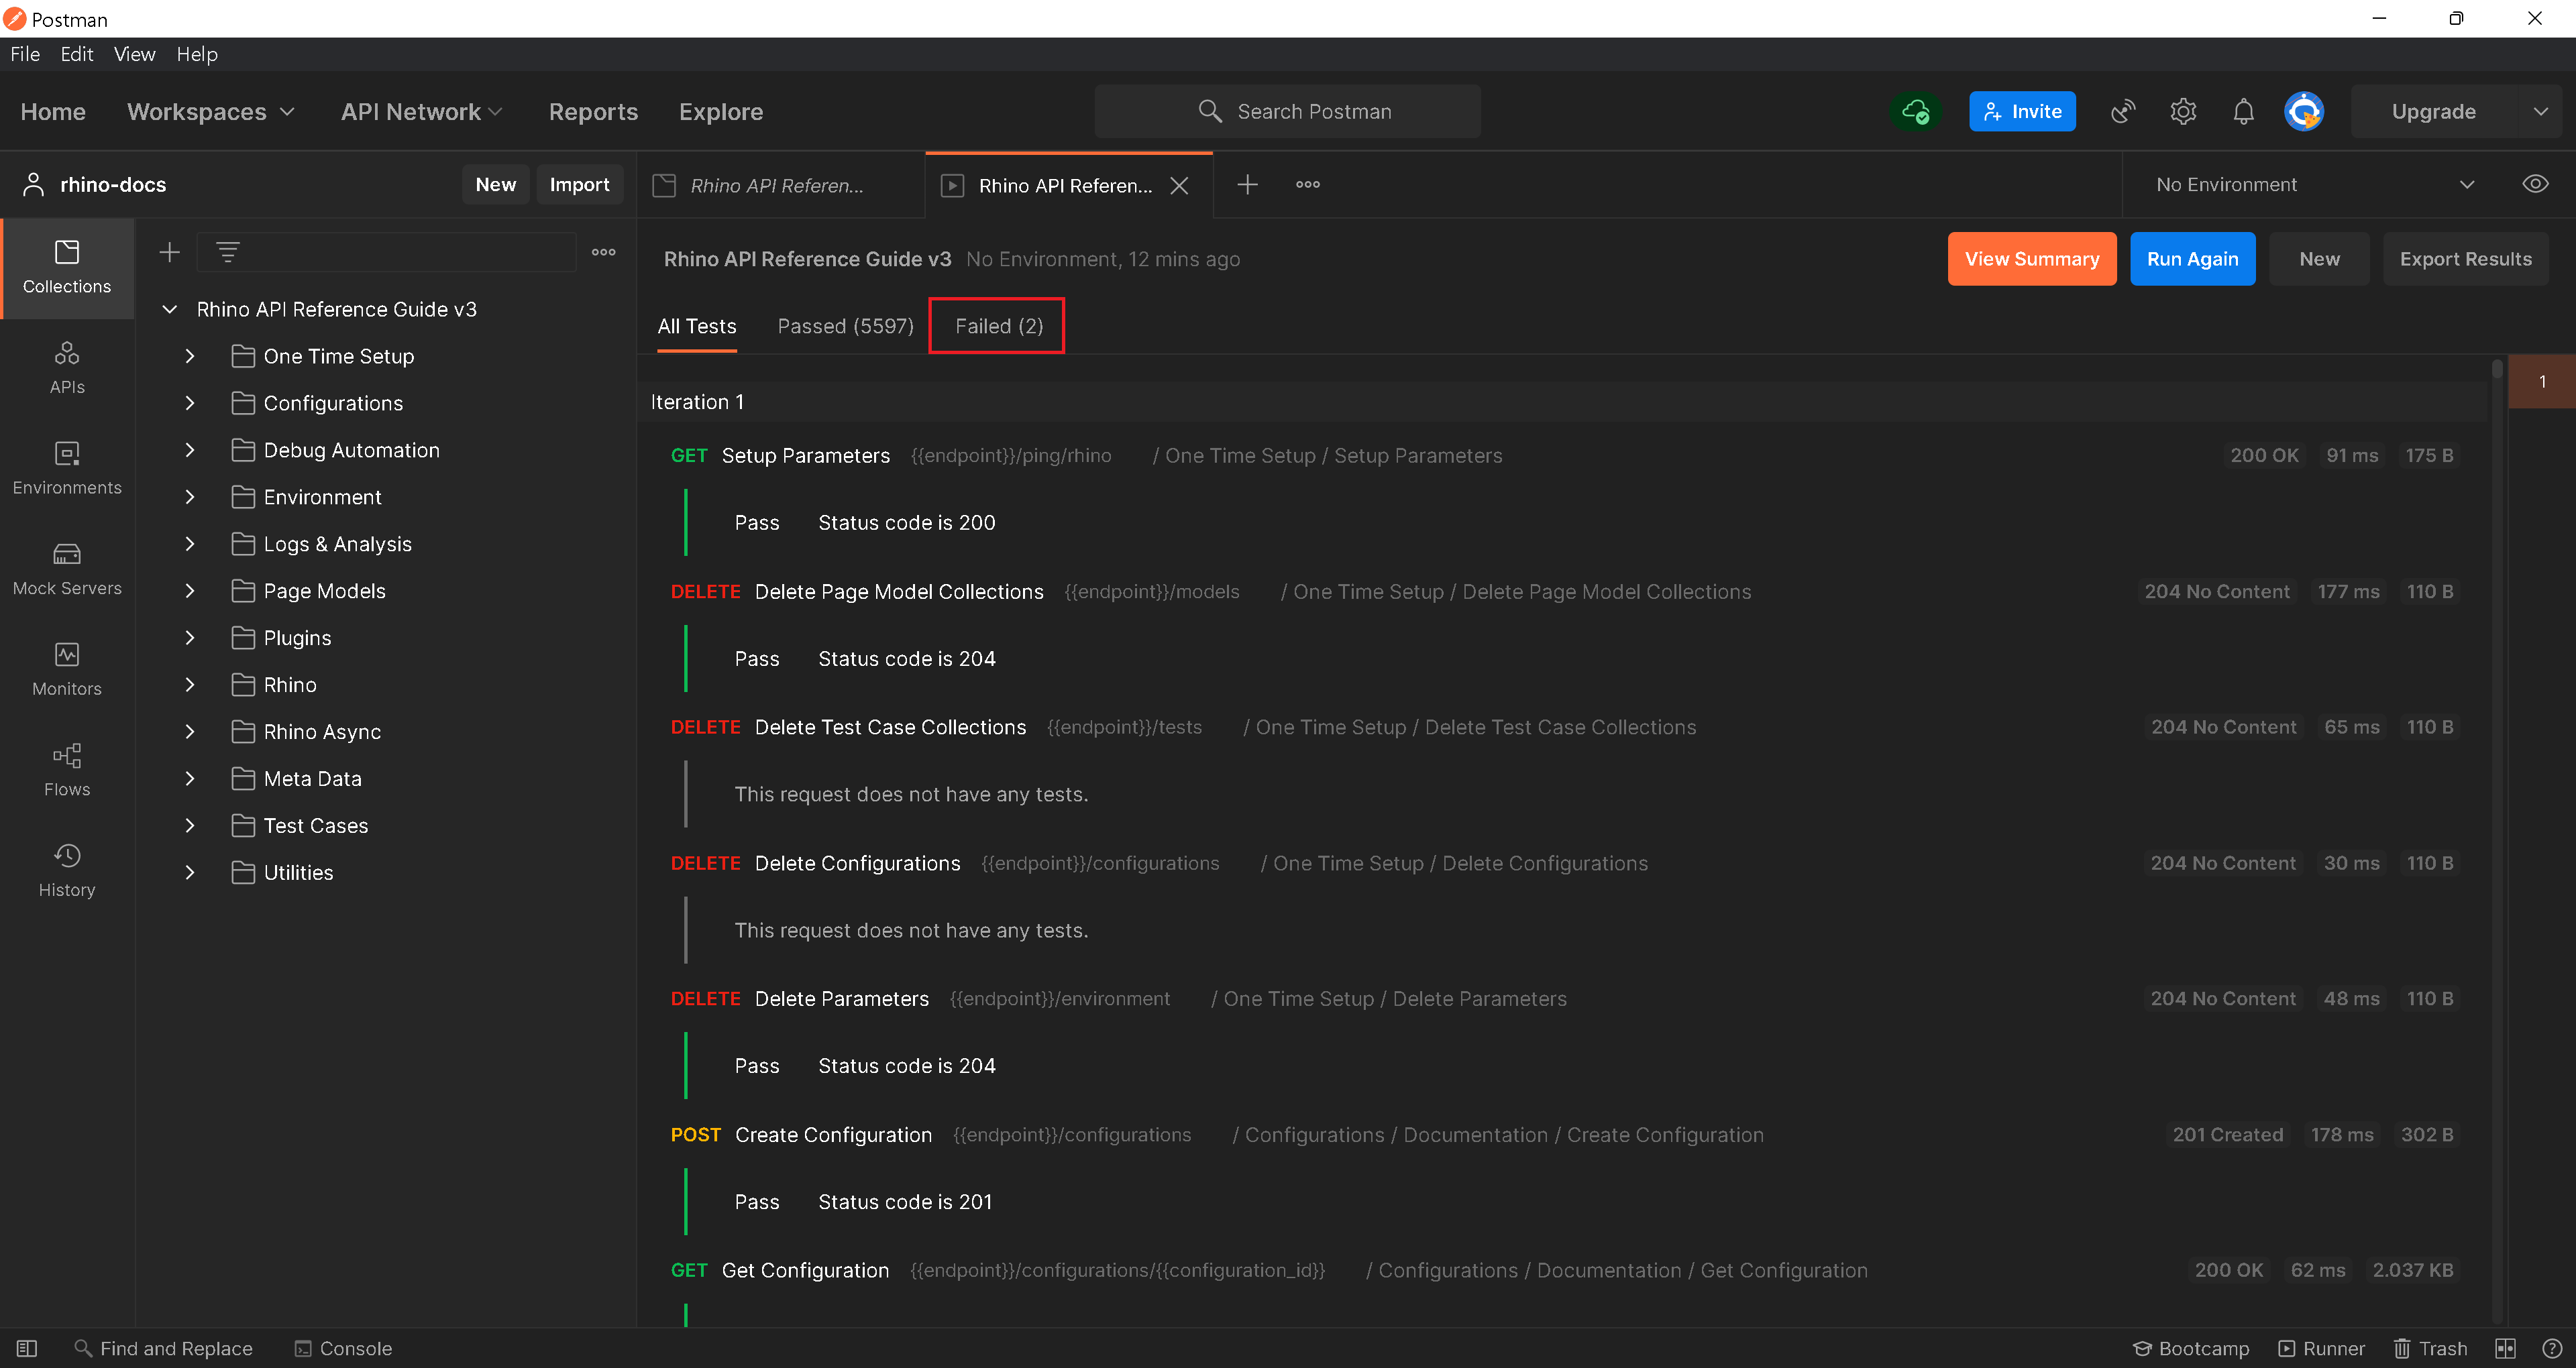 Postman
File Edit View Help
Home Workspaces API Network Reports Explore Search Postman Invite Upgrade
rhino-docs New Import Rhino API Referen... Rhino API Referen... No Environment
Collections
APIs
Environments
Mock Servers
Monitors
Flows
History
Rhino API Reference Guide v3
One Time Setup
Configurations
Debug Automation
Environment
Logs & Analysis
Page Models
Plugins
Rhino
Rhino Async
Meta Data
Test Cases
Utilities
Rhino API Reference Guide v3 No Environment, 12 mins ago View Summary Run Again New Export Results
All Tests Passed (5597) Failed (2)
1
Iteration 1
GET Setup Parameters {{endpoint}}/ping/rhino / One Time Setup / Setup Parameters 200 OK 91 ms 175 B
Pass Status code is 200
DELETE Delete Page Model Collections {{endpoint}}/models / One Time Setup / Delete Page Model Collections 204 No Content 177 ms 110 B
Pass Status code is 204
DELETE Delete Test Case Collections {{endpoint}}/tests / One Time Setup / Delete Test Case Collections 204 No Content 65 ms 110 B
This request does not have any tests.
DELETE Delete Configurations {{endpoint}}/configurations / One Time Setup / Delete Configurations 204 No Content 30 ms 110 B
This request does not have any tests.
DELETE Delete Parameters {{endpoint}}/environment / One Time Setup / Delete Parameters 204 No Content 48 ms 110 B
Pass Status code is 204
POST Create Configuration {{endpoint}}/configurations / Configurations / Documentation / Create Configuration 201 Created 178 ms 302 B
Pass Status code is 201
GET Get Configuration {{endpoint}}/configurations/{{configuration_id}} / Configurations / Documentation / Get Configuration 200 OK 62 ms 2.037 KB
Find and Replace Console Bootcamp Runner Trash